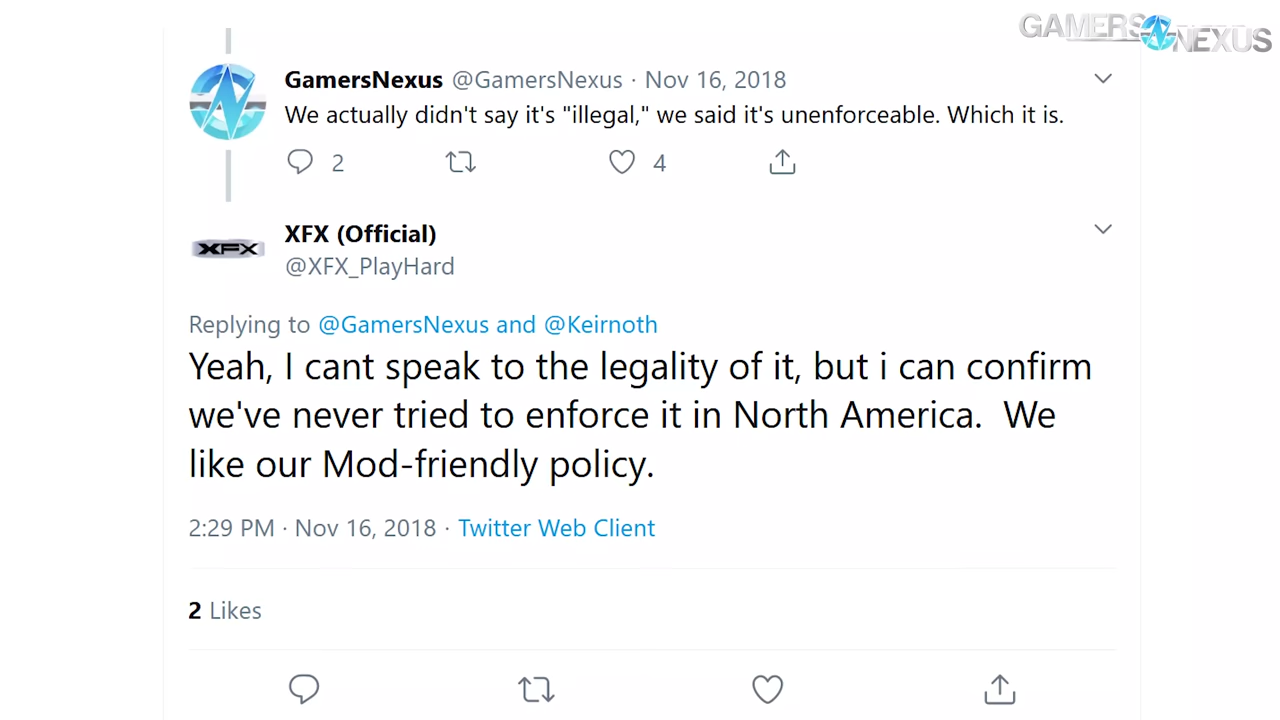 GAMERS NEXUS
GamersNexus @GamersNexus · Nov 16, 2018
We actually didn't say it's "illegal," we said it's unenforceable. Which it is.
2 4
XFX
XFX (Official)
@XFX_PlayHard
Replying to @GamersNexus and @Keirnoth
Yeah, I cant speak to the legality of it, but i can confirm
we've never tried to enforce it in North America.  We
like our Mod-friendly policy.
2:29 PM · Nov 16, 2018 · Twitter Web Client
2 Likes